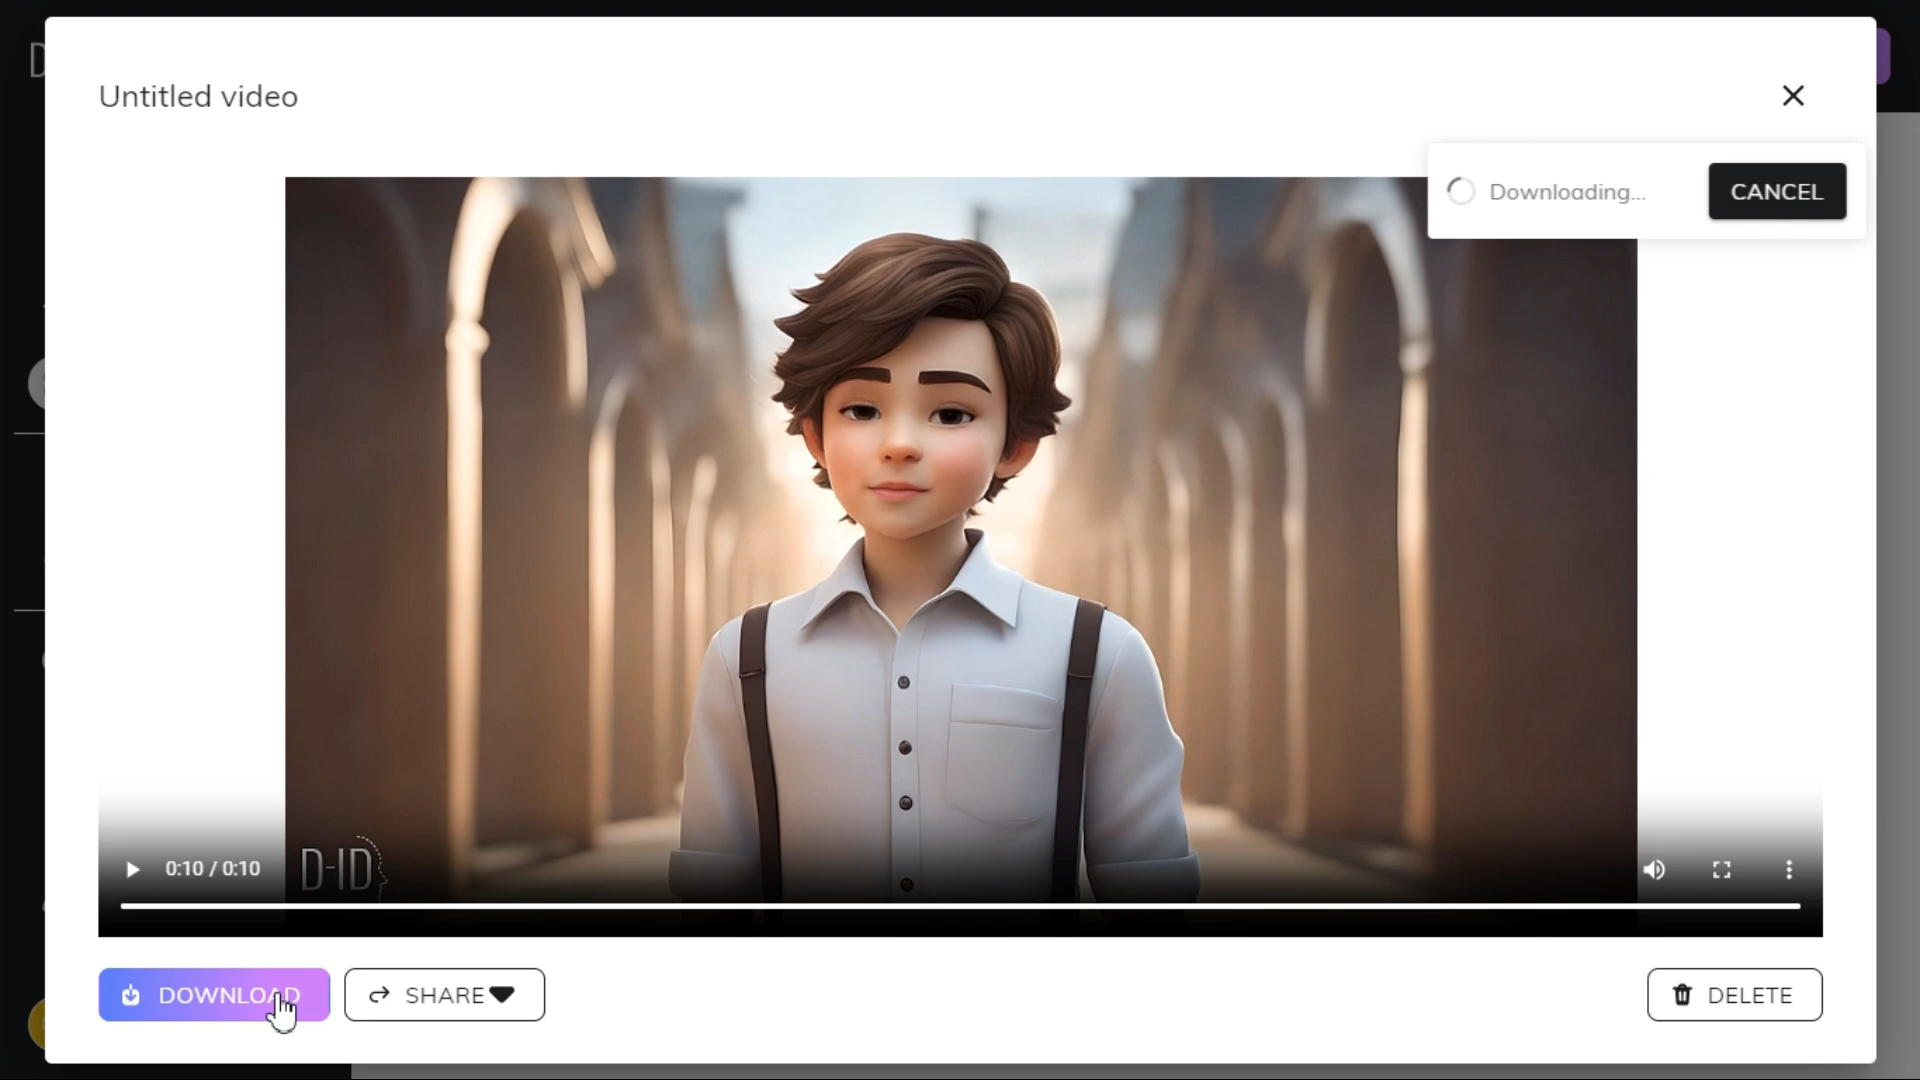 Untitled video
Downloading...
CANCEL
0:10 / 0:10
D-ID
DOWNLOAD
SHARE
DELETE